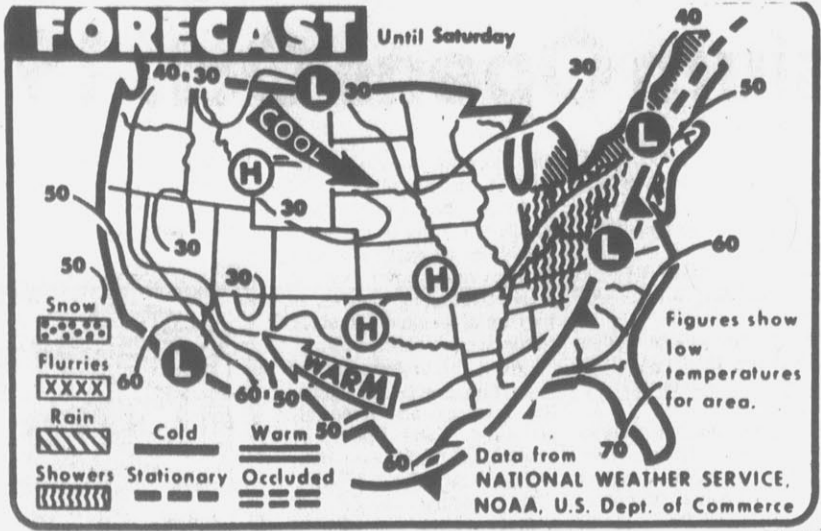 FORECAST
Until Saturday
40
40
30
30
30
50
COOL
L
L
H
30
50
30
L
60
50
30
H
H
Snow
L
Figures show
low
temperatures
for area.
Flurries
XXXX
60
WARM
60
50
Rain
Cold
Warm
50
70
Showers
Stationary
Occluded
60
Data from
NATIONAL WEATHER SERVICE,
NOAA, U.S. Dept. of Commerce